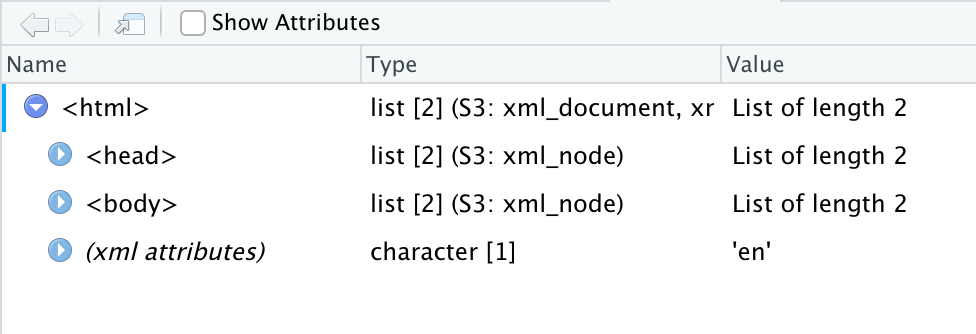 Show Attributes
Name Type Value
<html> list [2] (S3: xml_document, xr List of length 2
<head> list [2] (S3: xml_node) List of length 2
<body> list [2] (S3: xml_node) List of length 2
(xml attributes) character [1] 'en'